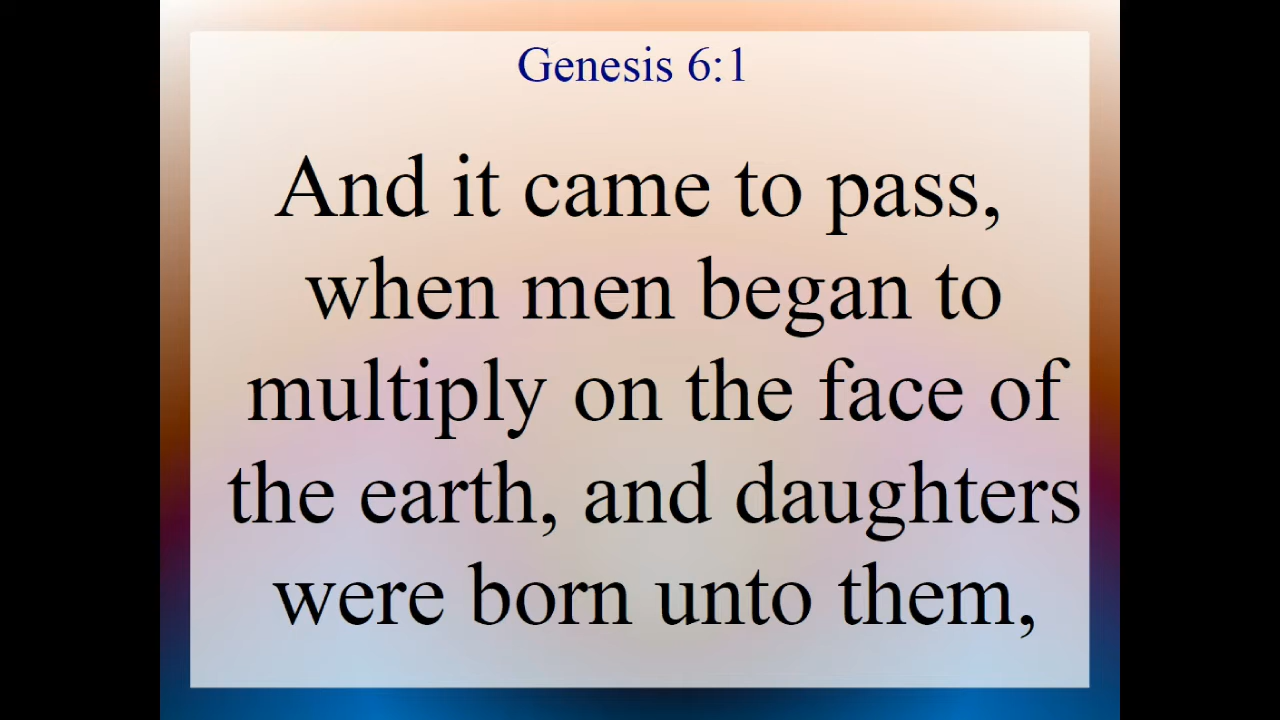 Genesis 6:1
And it came to pass,
when men began to
multiply on the face of
the earth, and daughters
were born unto them,